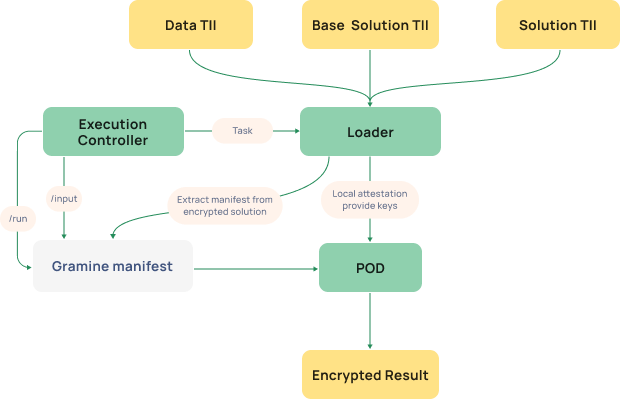 Data TII
Base Solution TII
Solution TII
Execution
Controller
Task
Loader
/input
/run
Extract manifest from
encrypted solution
Local attestation
provide keys
Gramine manifest
POD
Encrypted Result